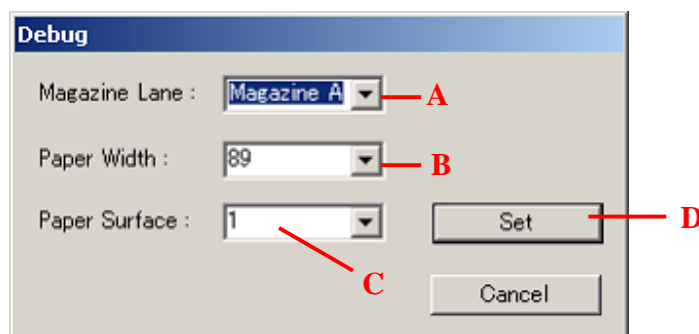 Debug
Magazine Lane : Magazine A A
Paper Width : 89 B
Paper Surface : 1 Set D
C
Cancel